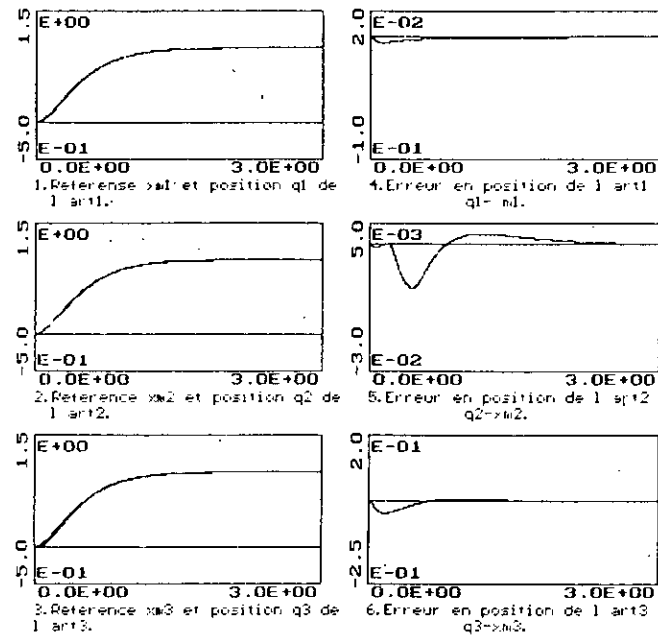 1.5
E+00
-5.0
E-01
0.0E+00 3.0E+00
1.Referense xm1 et position q1 de
l art1.
2.0
E-02
-1.0
E-01
0.0E+00 3.0E+00
4.Erreur en position de l art1
q1- m1.
1.5
E+00
-5.0
E-01
0.0E+00 3.0E+00
2.Reference xm2 et position q2 de
l art2.
5.0
E-03
-3.0
E-02
0.0E+00 3.0E+00
5.Erreur en position de l art2
q2-xm2.
1.5
E+00
-5.0
E-01
0.0E+00 3.0E+00
3.Reference xm3 et position q3 de
l art3.
2.0
E-01
-2.5
E-01
0.0E+00 3.0E+00
6.Erreur en position de l art3
q3-xm3.